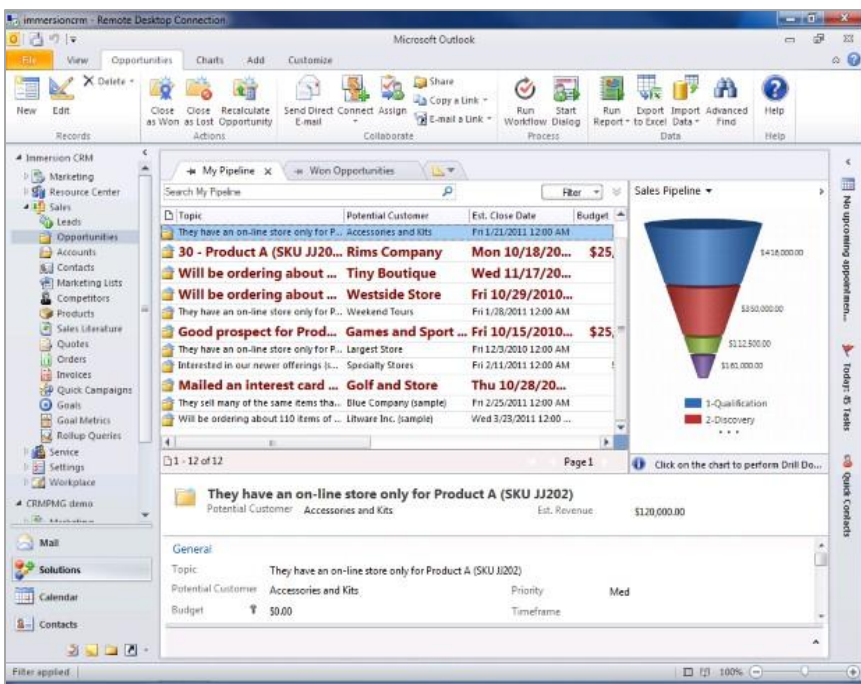 immersioncrm - Remote Desktop Connection
Microsoft Outlook
File View Opportunities Charts Add Customize
New Edit Delete
Close as Won Close as Lost Recalculate Opportunity
Send Direct E-mail Connect Assign Share Copy a Link E-mail a Link
Run Workflow Start Dialog
Run Report Export to Excel Import Data Advanced Find
Help
Records Actions Collaborate Process Data Help
Immersion CRM
Marketing
Resource Center
Sales
Leads
Opportunities
Accounts
Contacts
Marketing Lists
Competitors
Products
Sales Literature
Quotes
Orders
Invoices
Quick Campaigns
Goals
Goal Metrics
Rollup Queries
Service
Settings
Workplace
CRMPMG demo
Mail
Solutions
Calendar
Contacts
My Pipeline x Won Opportunities
Search My Pipeline Filter
Topic Potential Customer Est. Close Date Budget
They have an on-line store only for P... Accessories and Kits Fri 1/21/2011 12:00 AM
30 - Product A (SKU JJ20... Rims Company Mon 10/18/20... $25,
Will be ordering about ... Tiny Boutique Wed 11/17/20...
Will be ordering about ... Westside Store Fri 10/29/2010...
They have an on-line store only for P... Weekend Tours Fri 1/28/2011 12:00 AM
Good prospect for Prod... Games and Sport ... Fri 10/15/2010... $25,
They have an on-line store only for P... Largest Store Fri 12/3/2010 12:00 AM
Interested in our newer offerings (s... Specialty Stores Fri 2/11/2011 12:00 AM
Mailed an interest card ... Golf and Store Thu 10/28/20...
They sell many of the same items tha... Blue Company (sample) Fri 2/25/2011 12:00 AM
Will be ordering about 110 items of ... Litware Inc. (sample) Wed 3/23/2011 12:00 ...
1 - 12 of 12 Page 1
Sales Pipeline
$350,000.00
$112,500.00
1-Qualification
2-Discovery
Click on the chart to perform Drill Do...
No upcoming appointmen...
Today: 45 Tasks
Quick Contacts
They have an on-line store only for Product A (SKU JJ202)
Potential Customer Accessories and Kits Est. Revenue $120,000.00
General
Topic They have an on-line store only for Product A (SKU JJ202)
Potential Customer Accessories and Kits Priority Med
Budget $0.00 Timeframe
Filter applied 100%